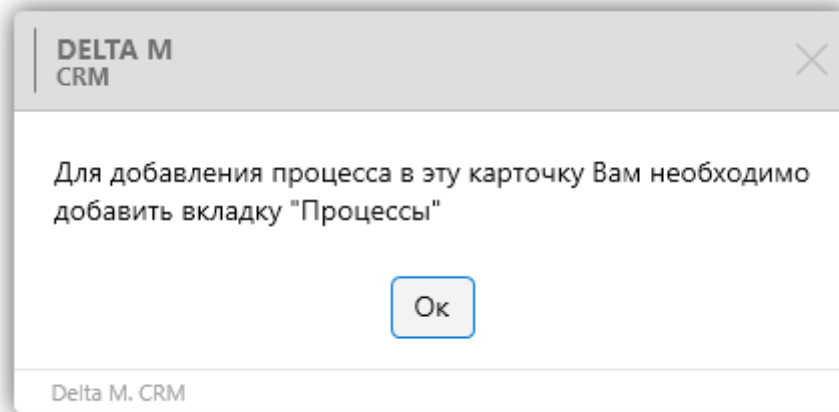 DELTA M
CRM
Для добавления процесса в эту карточку Вам необходимо
добавить вкладку "Процессы"
Ок
Delta M. CRM